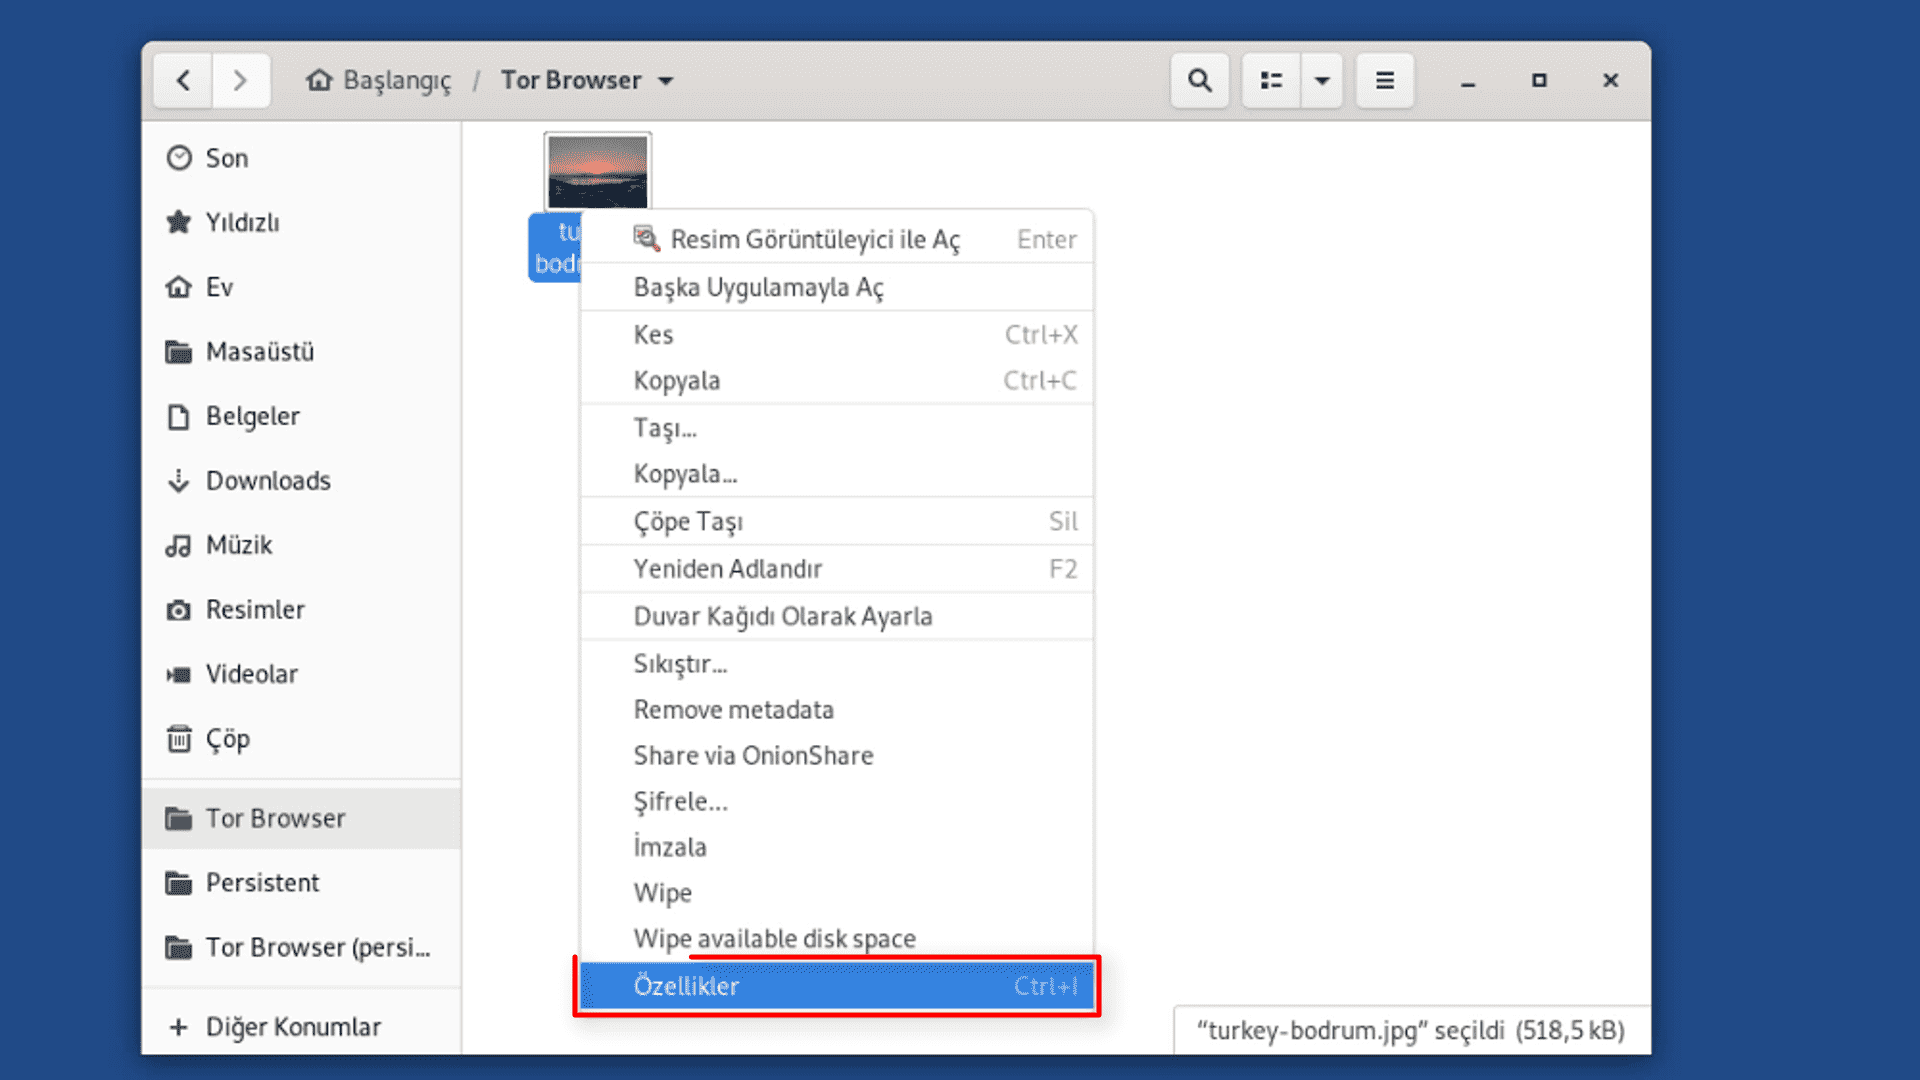 Başlangıç / Tor Browser
Son
Yıldızlı
Ev
Masaüstü
Belgeler
Downloads
Müzik
Resimler
Videolar
Çöp
Tor Browser
Persistent
Tor Browser (persi...
+ Diğer Konumlar
tu
bodr
Resim Görüntüleyici ile Aç Enter
Başka Uygulamayla Aç
Kes Ctrl+X
Kopyala Ctrl+C
Taşı...
Kopyala...
Çöpe Taşı Sil
Yeniden Adlandır F2
Duvar Kağıdı Olarak Ayarla
Sıkıştır...
Remove metadata
Share via OnionShare
Şifrele...
İmzala
Wipe
Wipe available disk space
Özellikler Ctrl+I
“turkey-bodrum.jpg” seçildi (518,5 kB)